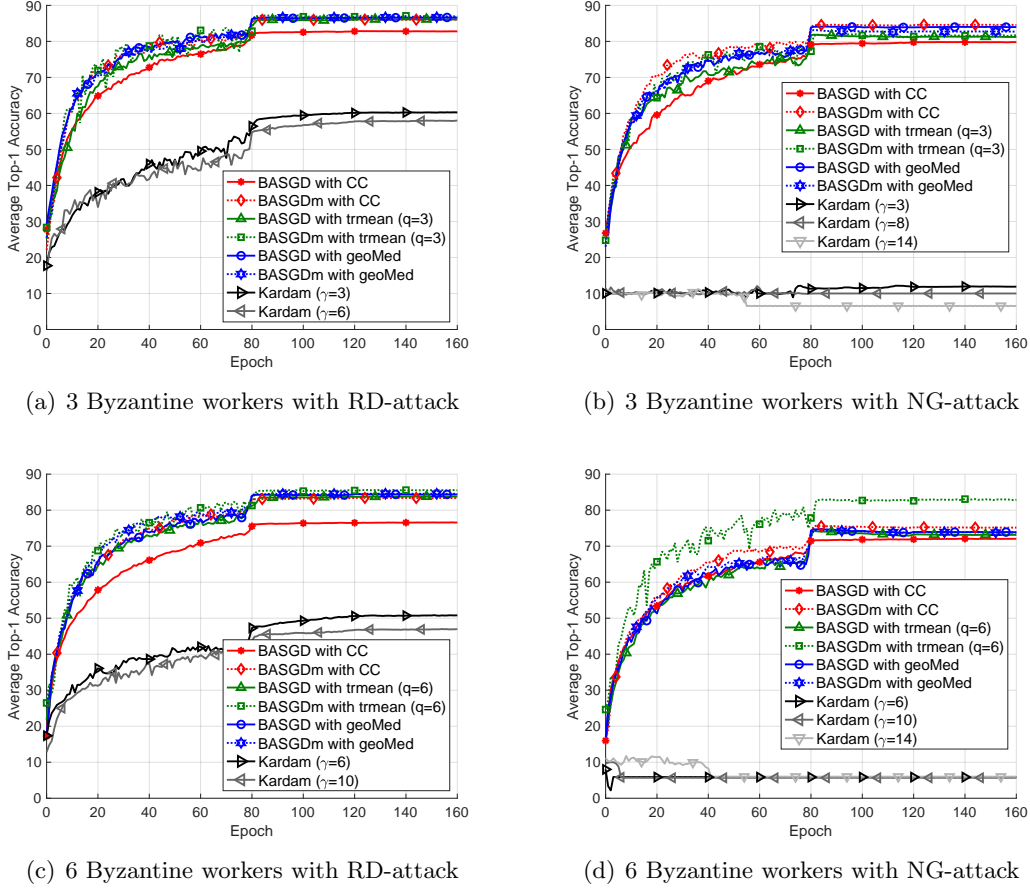 90
80
70
60
50
40
30
20
10
0
Average Top-1 Accuracy
BASGD with CC
BASGDm with CC
BASGD with trmean (q=3)
BASGDm with trmean (q=3)
BASGD with geoMed
BASGDm with geoMed
Kardam (γ=3)
Kardam (γ=6)
0 20 40 60 80 100 120 140 160
Epoch
(a) 3 Byzantine workers with RD-attack
90
80
70
60
50
40
30
20
10
0
Average Top-1 Accuracy
BASGD with CC
BASGDm with CC
BASGD with trmean (q=3)
BASGDm with trmean (q=3)
BASGD with geoMed
BASGDm with geoMed
Kardam (γ=3)
Kardam (γ=8)
Kardam (γ=14)
0 20 40 60 80 100 120 140 160
Epoch
(b) 3 Byzantine workers with NG-attack
90
80
70
60
50
40
30
20
10
0
Average Top-1 Accuracy
BASGD with CC
BASGDm with CC
BASGD with trmean (q=6)
BASGDm with trmean (q=6)
BASGD with geoMed
BASGDm with geoMed
Kardam (γ=6)
Kardam (γ=10)
0 20 40 60 80 100 120 140 160
Epoch
(c) 6 Byzantine workers with RD-attack
90
80
70
60
50
40
30
20
10
0
Average Top-1 Accuracy
BASGD with CC
BASGDm with CC
BASGD with trmean (q=6)
BASGDm with trmean (q=6)
BASGD with geoMed
BASGDm with geoMed
Kardam (γ=6)
Kardam (γ=10)
Kardam (γ=14)
0 20 40 60 80 100 120 140 160
Epoch
(d) 6 Byzantine workers with NG-attack